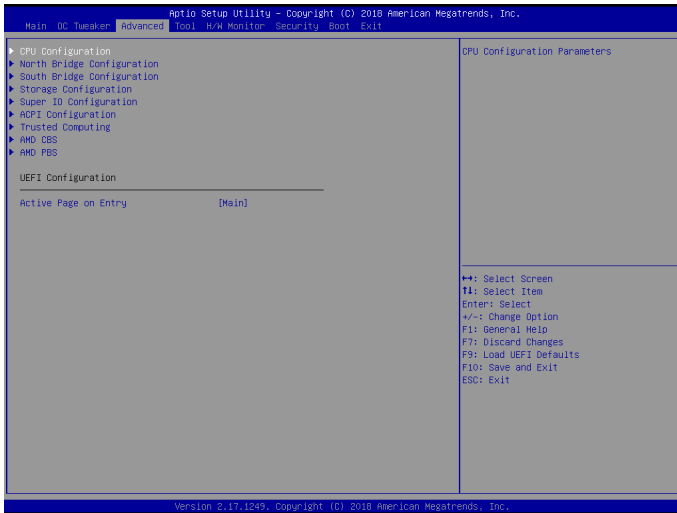 Aptio Setup Utility – Copyright (C) 2018 American Megatrends, Inc.
Main OC Tweaker Advanced Tool H/W Monitor Security Boot Exit
CPU Configuration
North Bridge Configuration
South Bridge Configuration
Storage Configuration
Super IO Configuration
ACPI Configuration
Trusted Computing
AMD CBS
AMD PBS
UEFI Configuration
Active Page on Entry [Main]
CPU Configuration Parameters
↔: Select Screen
↑↓: Select Item
Enter: Select
+/-: Change Option
F1: General Help
F7: Discard Changes
F9: Load UEFI Defaults
F10: Save and Exit
ESC: Exit
Version 2.17.1249. Copyright (C) 2018 American Megatrends, Inc.